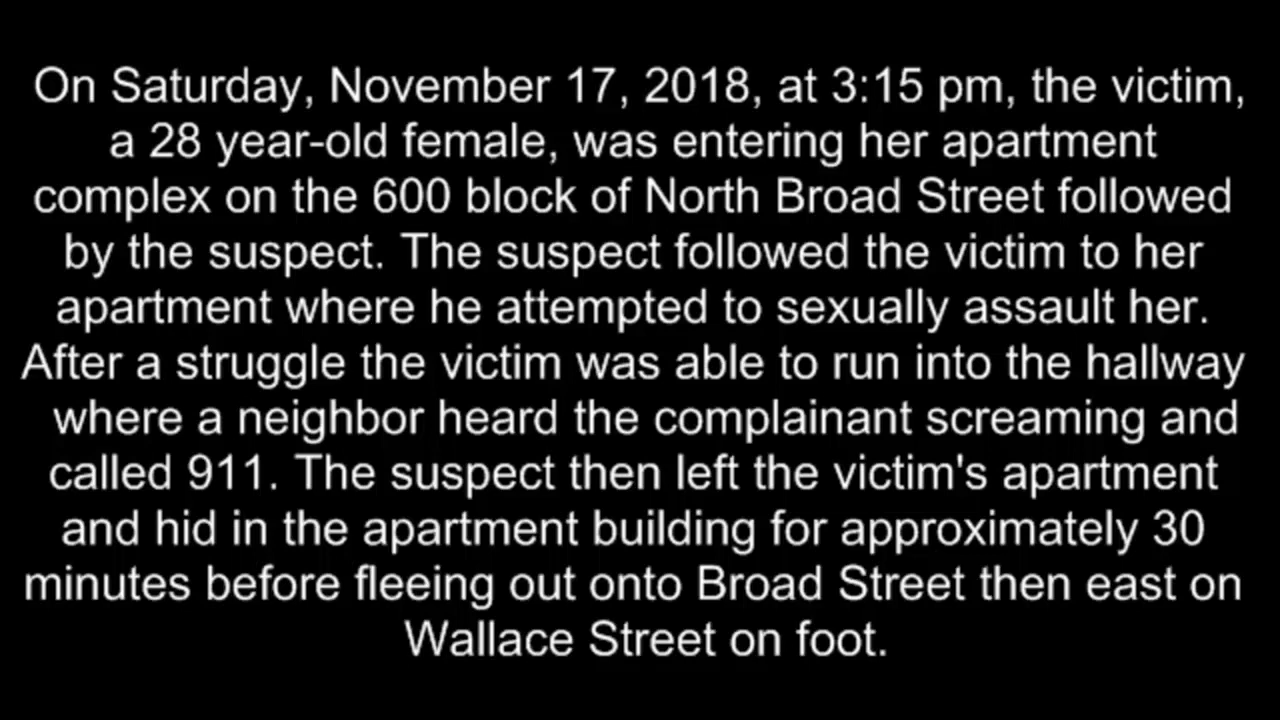 On Saturday, November 17, 2018, at 3:15 pm, the victim,
a 28 year-old female, was entering her apartment
complex on the 600 block of North Broad Street followed
by the suspect. The suspect followed the victim to her
apartment where he attempted to sexually assault her.
After a struggle the victim was able to run into the hallway
where a neighbor heard the complainant screaming and
called 911. The suspect then left the victim's apartment
and hid in the apartment building for approximately 30
minutes before fleeing out onto Broad Street then east on
Wallace Street on foot.